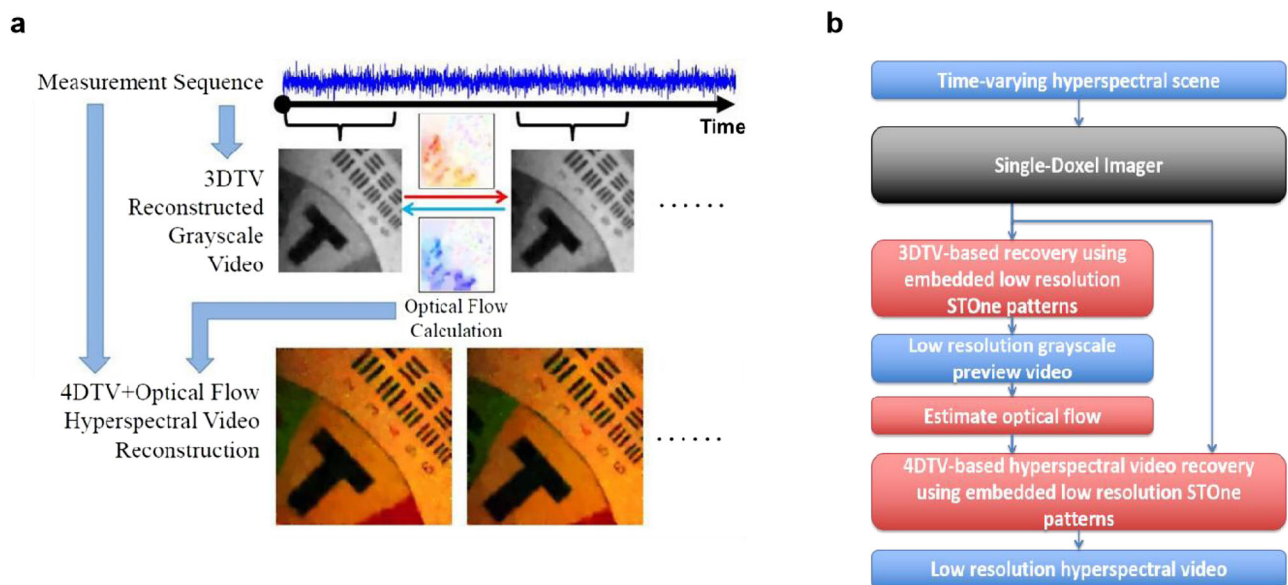 a
Measurement Sequence
Time
3DTV
Reconstructed
Grayscale
Video
......
Optical Flow
Calculation
4DTV+Optical Flow
Hyperspectral Video
Reconstruction
......
b
Time-varying hyperspectral scene
Single-Doxel Imager
3DTV-based recovery using
embedded low resolution
STOne patterns
Low resolution grayscale
preview video
Estimate optical flow
4DTV-based hyperspectral video recovery
using embedded low resolution STOne
patterns
Low resolution hyperspectral video